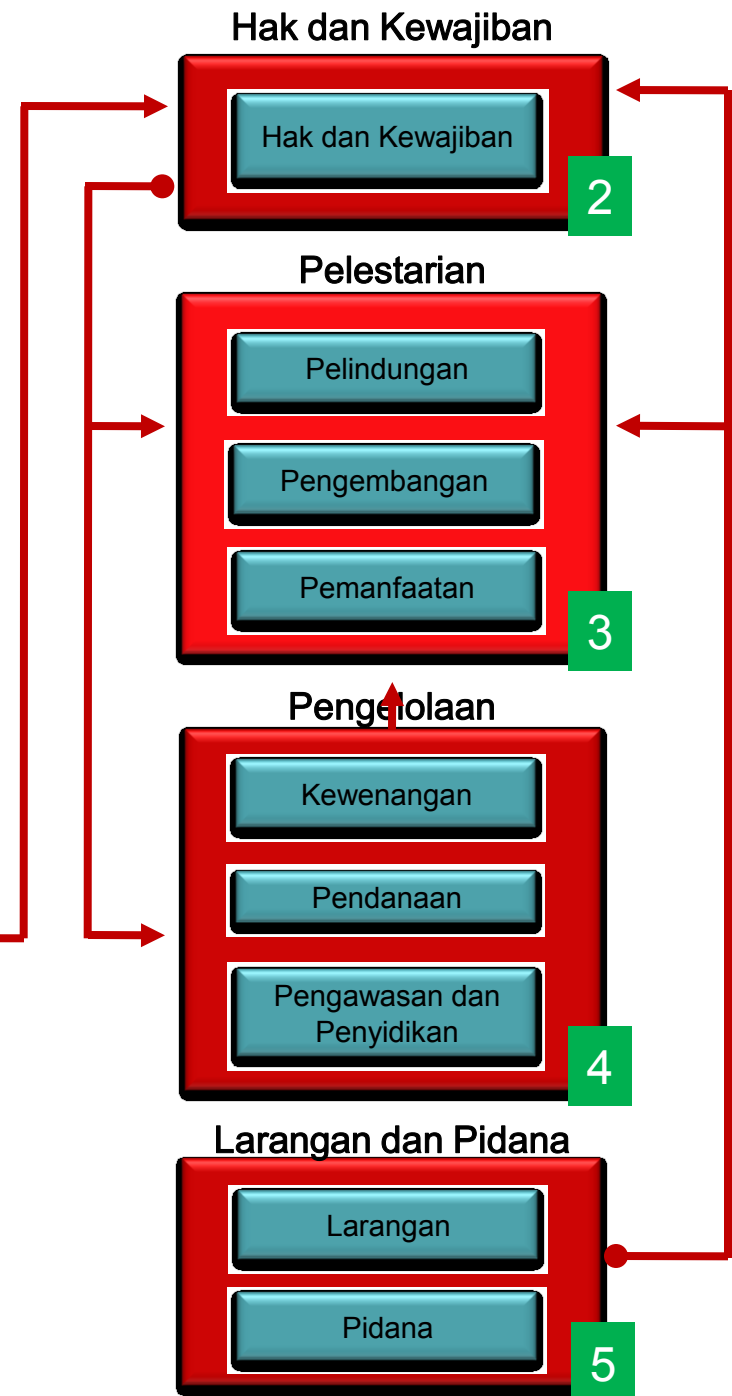 Hak dan Kewajiban
Hak dan Kewajiban
2
Pelestarian
Pelindungan
Pengembangan
Pemanfaatan
3
Pengelolaan
Kewenangan
Pendanaan
Pengawasan dan
Penyidikan
4
Larangan dan Pidana
Larangan
Pidana
5